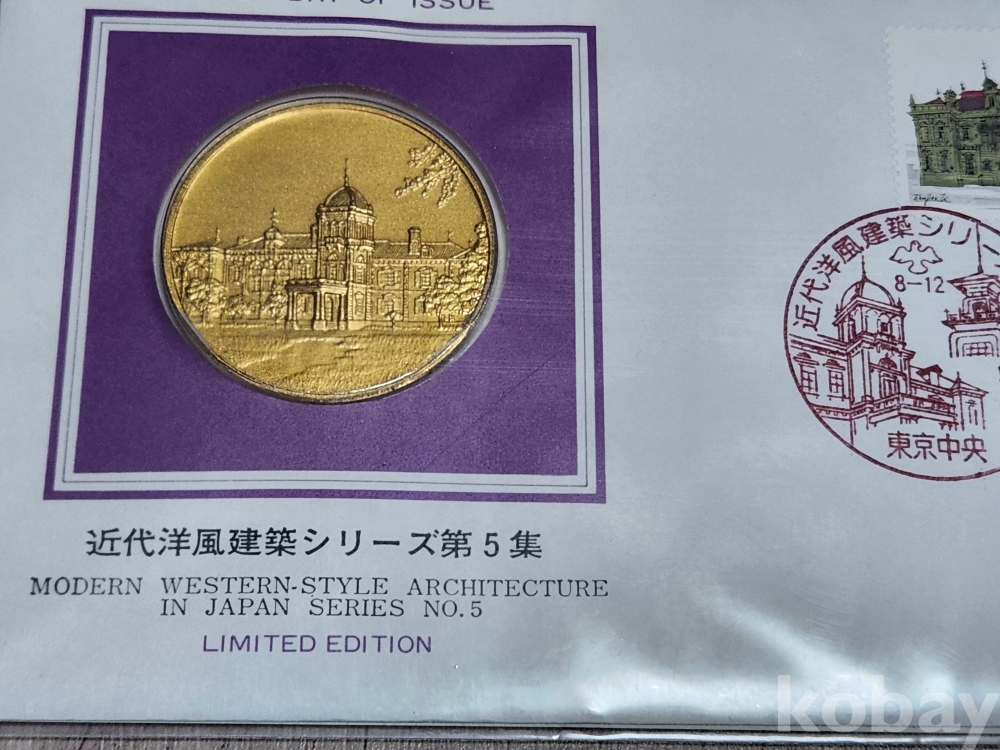 OF ISSUE
近代洋風建築シリーズ第5集
MODERN WESTERN-STYLE ARCHITECTURE
IN JAPAN SERIES NO.5
LIMITED EDITION
近代洋風建築シリー
8-12
東京中央
kobay